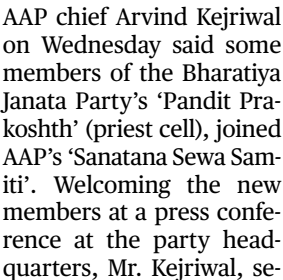 AAP chief Arvind Kejriwal
on Wednesday said some
members of the Bharatiya
Janata Party’s ‘Pandit Pra-
koshth’ (priest cell), joined
AAP’s ‘Sanatana Sewa Sam-
iti’. Welcoming the new
members at a press confe-
rence at the party head-
quarters, Mr. Kejriwal, se-